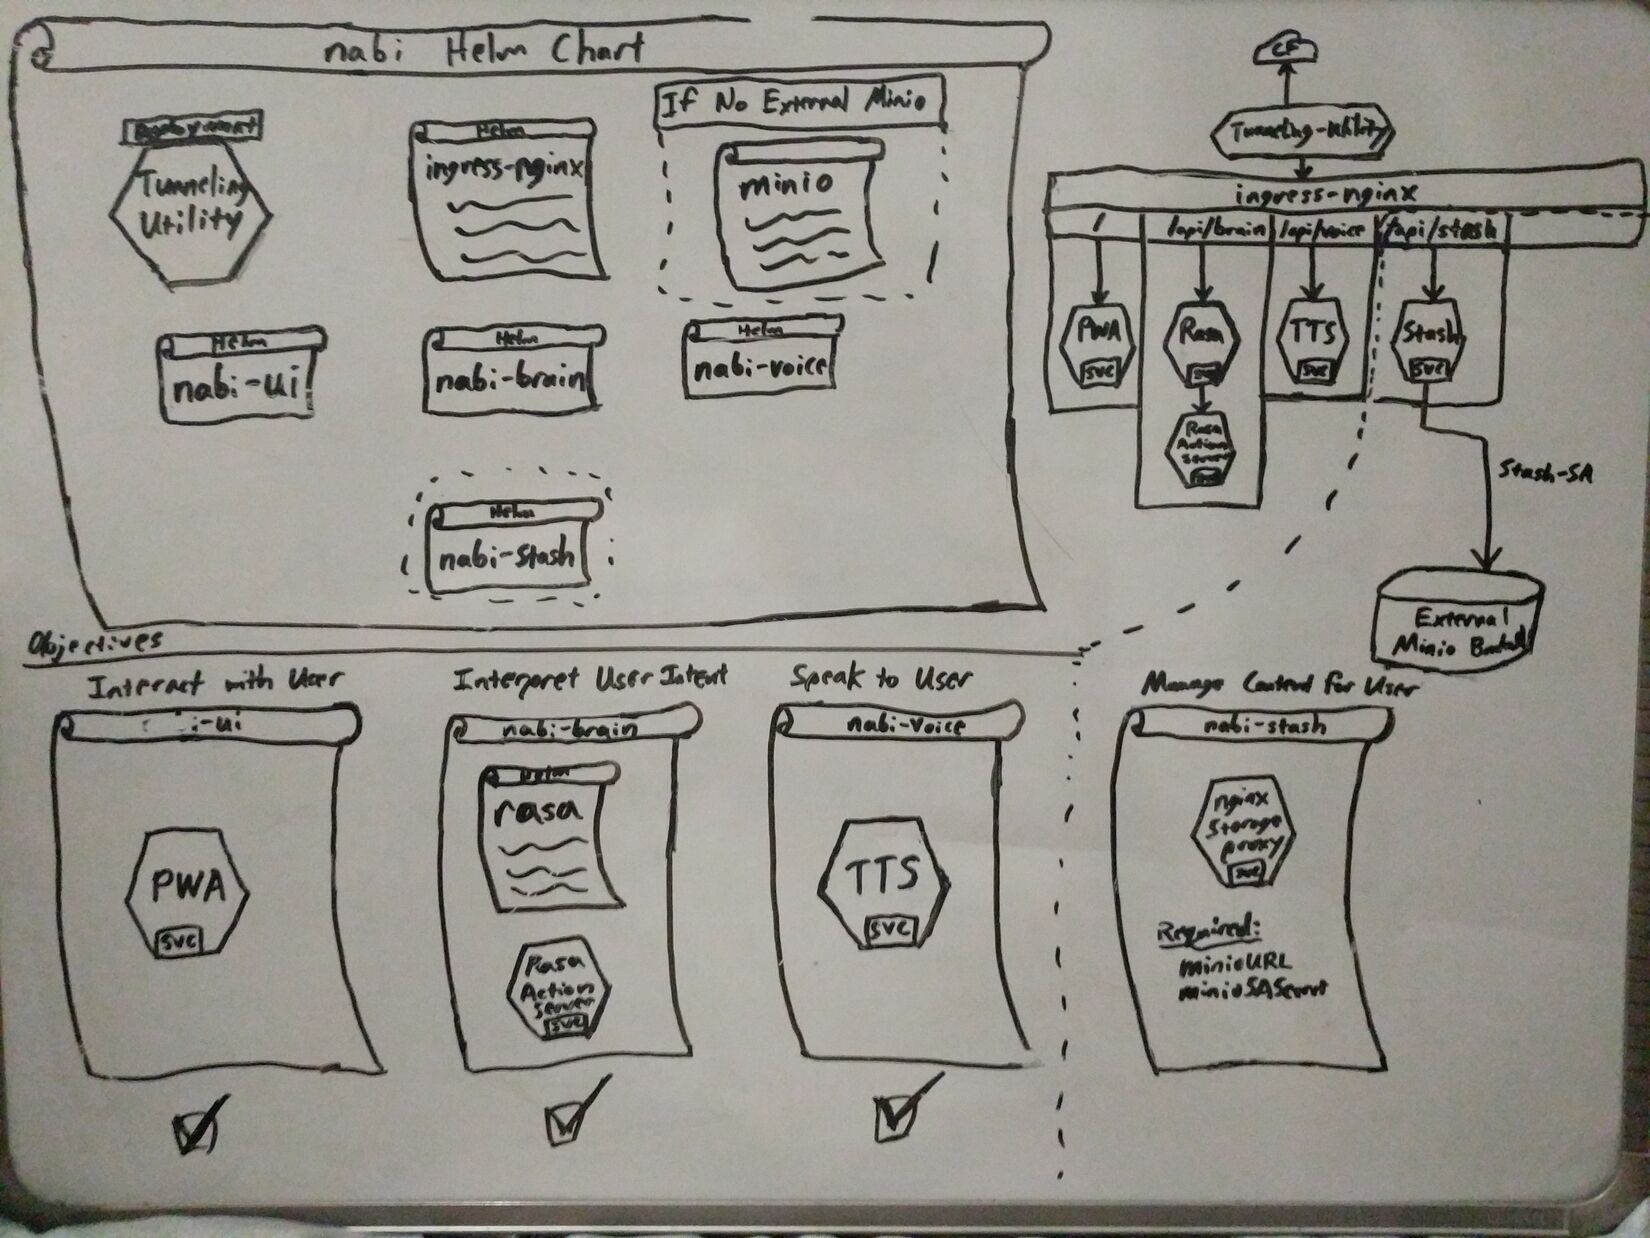 nabi Helm Chart
Deployment
Tunneling
Utility
Helm
ingress-nginx
If No External Minio
minio
Helm
nabi-ui
Helm
nabi-brain
Helm
nabi-voice
Helm
nabi-stash
CF
Tunneling-Utility
ingress-nginx
/
/api/brain
/api/voice
/api/stash
PWA
SVC
Rasa
SVC
Rasa
Action
Server
TTS
SVC
Stash
SVC
Stash-SA
External
Minio Bucket
Objectives
Interact with User
i-ui
PWA
SVC
Interpret User Intent
nabi-brain
Helm
rasa
Rasa
Action
Server
SVC
Speak to User
nabi-voice
TTS
SVC
Manage Content for User
nabi-stash
nginx
Storage
proxy
SVC
Required:
minioURL
minioSASecret